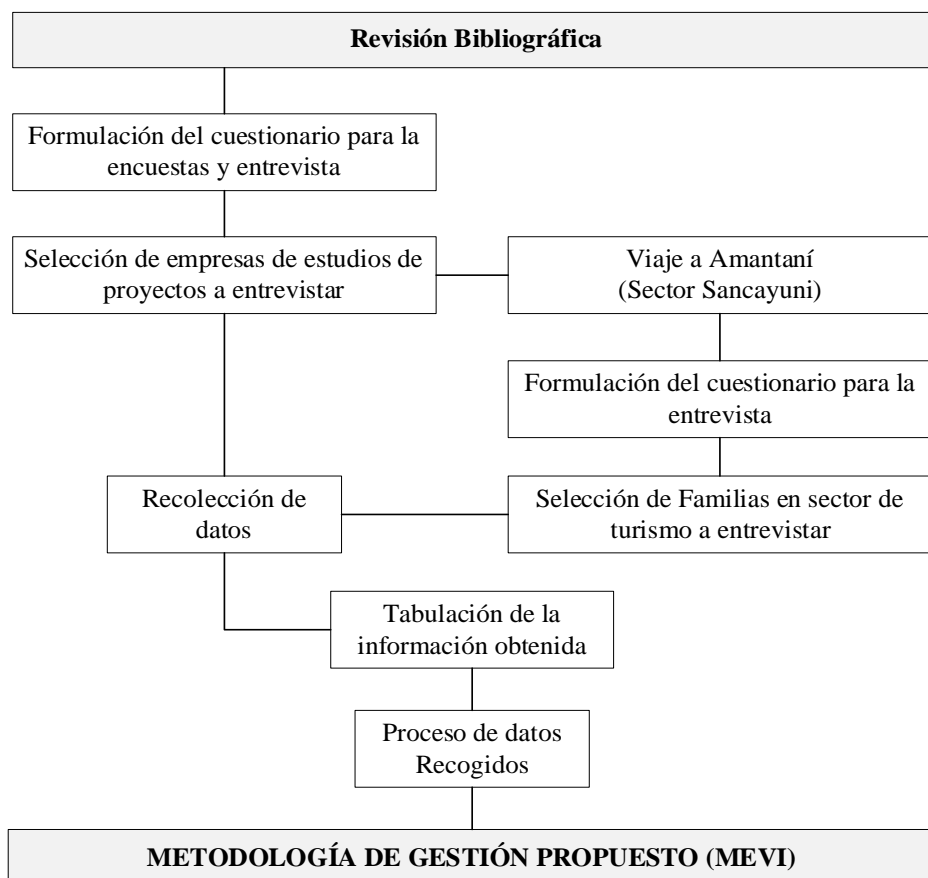 Revisión Bibliográfica
Formulación del cuestionario para la
encuestas y entrevista
Selección de empresas de estudios de
proyectos a entrevistar
Viaje a Amantaní
(Sector Sancayuni)
Formulación del cuestionario para la
entrevista
Recolección de
datos
Selección de Familias en sector de
turismo a entrevistar
Tabulación de la
información obtenida
Proceso de datos
Recogidos
METODOLOGÍA DE GESTIÓN PROPUESTO (MEVI)